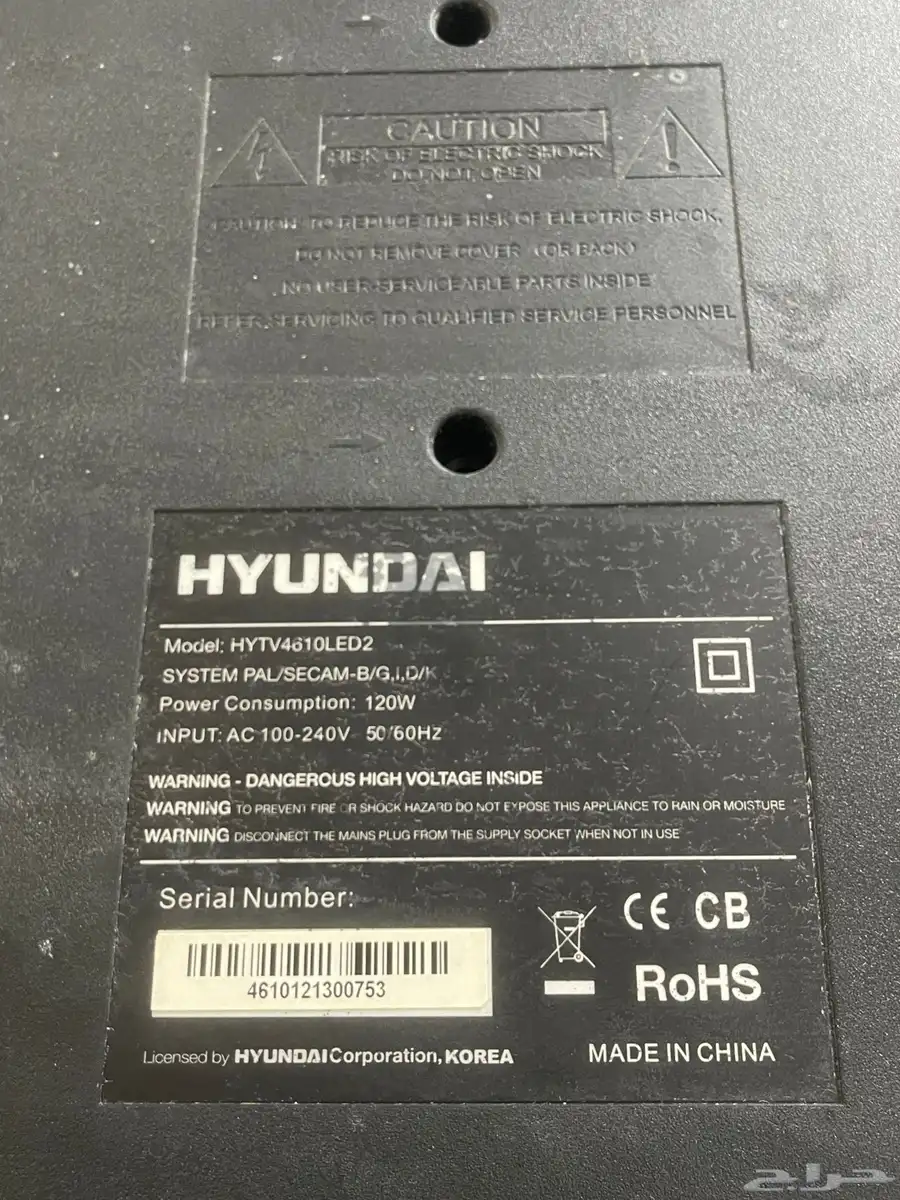 CAUTION
RISK OF ELECTRIC SHOCK
DO NOT OPEN
CAUTION TO REDUCE THE RISK OF ELECTRIC SHOCK,
DO NOT REMOVE COVER (OR BACK)
NO USER-SERVICEABLE PARTS INSIDE
REFER SERVICING TO QUALIFIED SERVICE PERSONNEL
HYUNDAI
Model: HYTV4610LED2
SYSTEM PAL/SECAM-B/G,I,D/K
Power Consumption: 120W
INPUT: AC 100-240V 50/60Hz
WARNING - DANGEROUS HIGH VOLTAGE INSIDE
WARNING TO PREVENT FIRE OR SHOCK HAZARD DO NOT EXPOSE THIS APPLIANCE TO RAIN OR MOISTURE
WARNING DISCONNECT THE MAINS PLUG FROM THE SUPPLY SOCKET WHEN NOT IN USE
Serial Number:
4610121300753
CE CB
RoHS
Licensed by HYUNDAI Corporation, KOREA
MADE IN CHINA
حراج